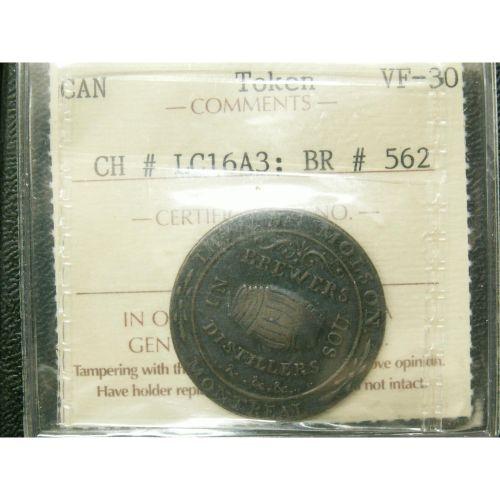 CAN Token VF-30
— COMMENTS —
CH # LC16A3: BR # 562
— CERTIFIC NO. —
IN O A
GEN
Tampering with th ove opinion.
Have holder repl not intact.
MOLSON
BREWERS
UN SOU
DISTILLERS
&. &c. &c.
MONTREAL